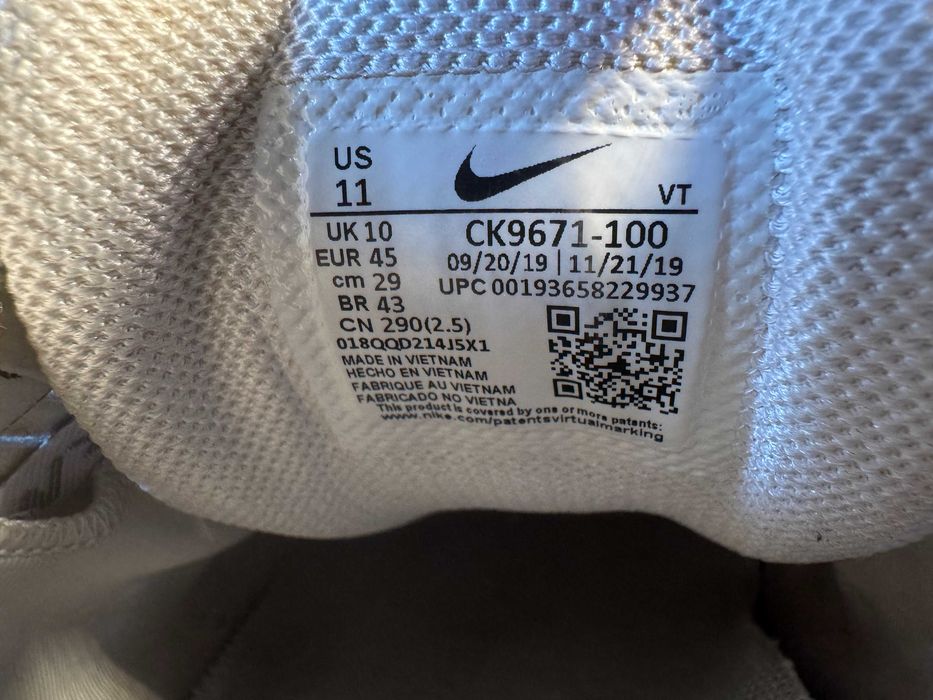 US
11
VT
UK 10
EUR 45
cm 29
BR 43
CN 290(2.5)
CK9671-100
09/20/19 | 11/21/19
UPC 00193658229937
018QQD214J5X1
MADE IN VIETNAM
HECHO EN VIETNAM
FABRIQUE AU VIETNAM
FABRICADO NO VIETNA
This product is covered by one or more patents:
www.nike.com/patentsvirtualmarking